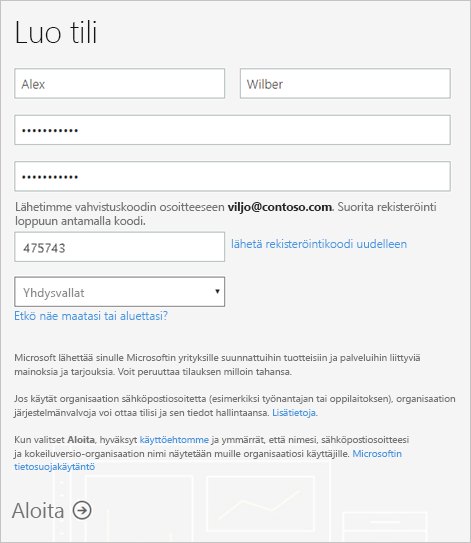 Luo tili
Alex Wilber
•••••••••••
•••••••••••
Lähetimme vahvistuskoodin osoitteeseen viljo@contoso.com. Suorita rekisteröinti
loppuun antamalla koodi.
475743 lähetä rekisteröintikoodi uudelleen
Yhdysvallat
Etkö näe maatasi tai aluettasi?
Microsoft lähettää sinulle Microsoftin yrityksille suunnattuihin tuotteisiin ja palveluihin liittyviä
mainoksia ja tarjouksia. Voit peruuttaa tilauksen milloin tahansa.
Jos käytät organisaation sähköpostiosoitetta (esimerkiksi työnantajan tai oppilaitoksen), organisaation
järjestelmänvalvoja voi ottaa tilisi ja sen tiedot hallintaansa. Lisätietoja.
Kun valitset Aloita, hyväksyt käyttöehtomme ja ymmärrät, että nimesi, sähköpostiosoitteesi
ja kokeiluversio-organisaation nimi näytetään muille organisaatiosi käyttäjille. Microsoftin
tietosuojakäytäntö
Aloita